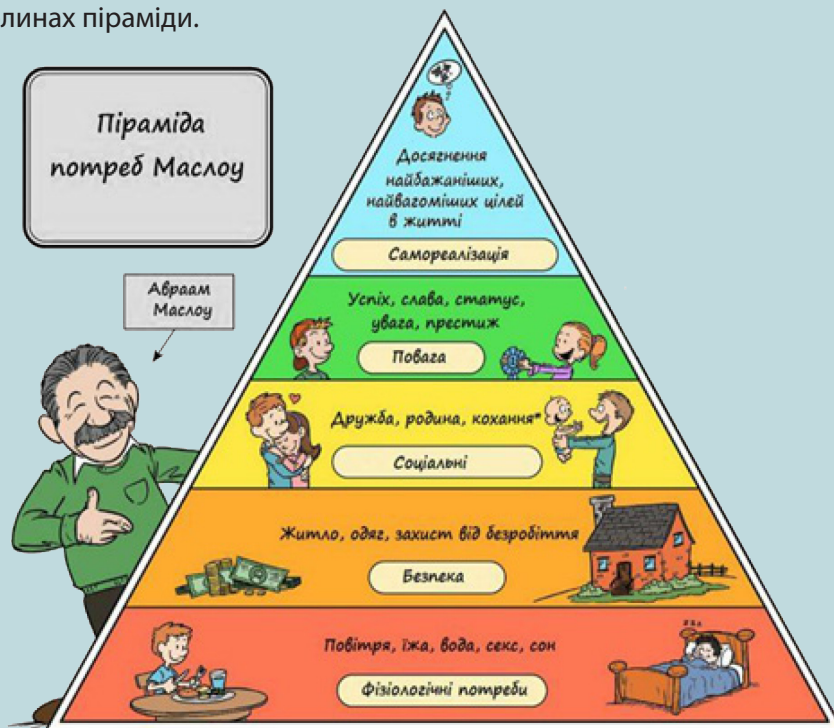 линах піраміди.
Піраміда
потреб Маслоу
Авраам
Маслоу
Досягнення
найбажаніших,
найвагоміших цілей
в житті
Самореалізація
Успіх, слава, статус,
увага, престиж
Повага
Дружба, родина, кохання*
Соціальні
Житло, одяг, захист від безробіття
Безпека
Повітря, їжа, вода, секс, сон
Фізіологічні потреби